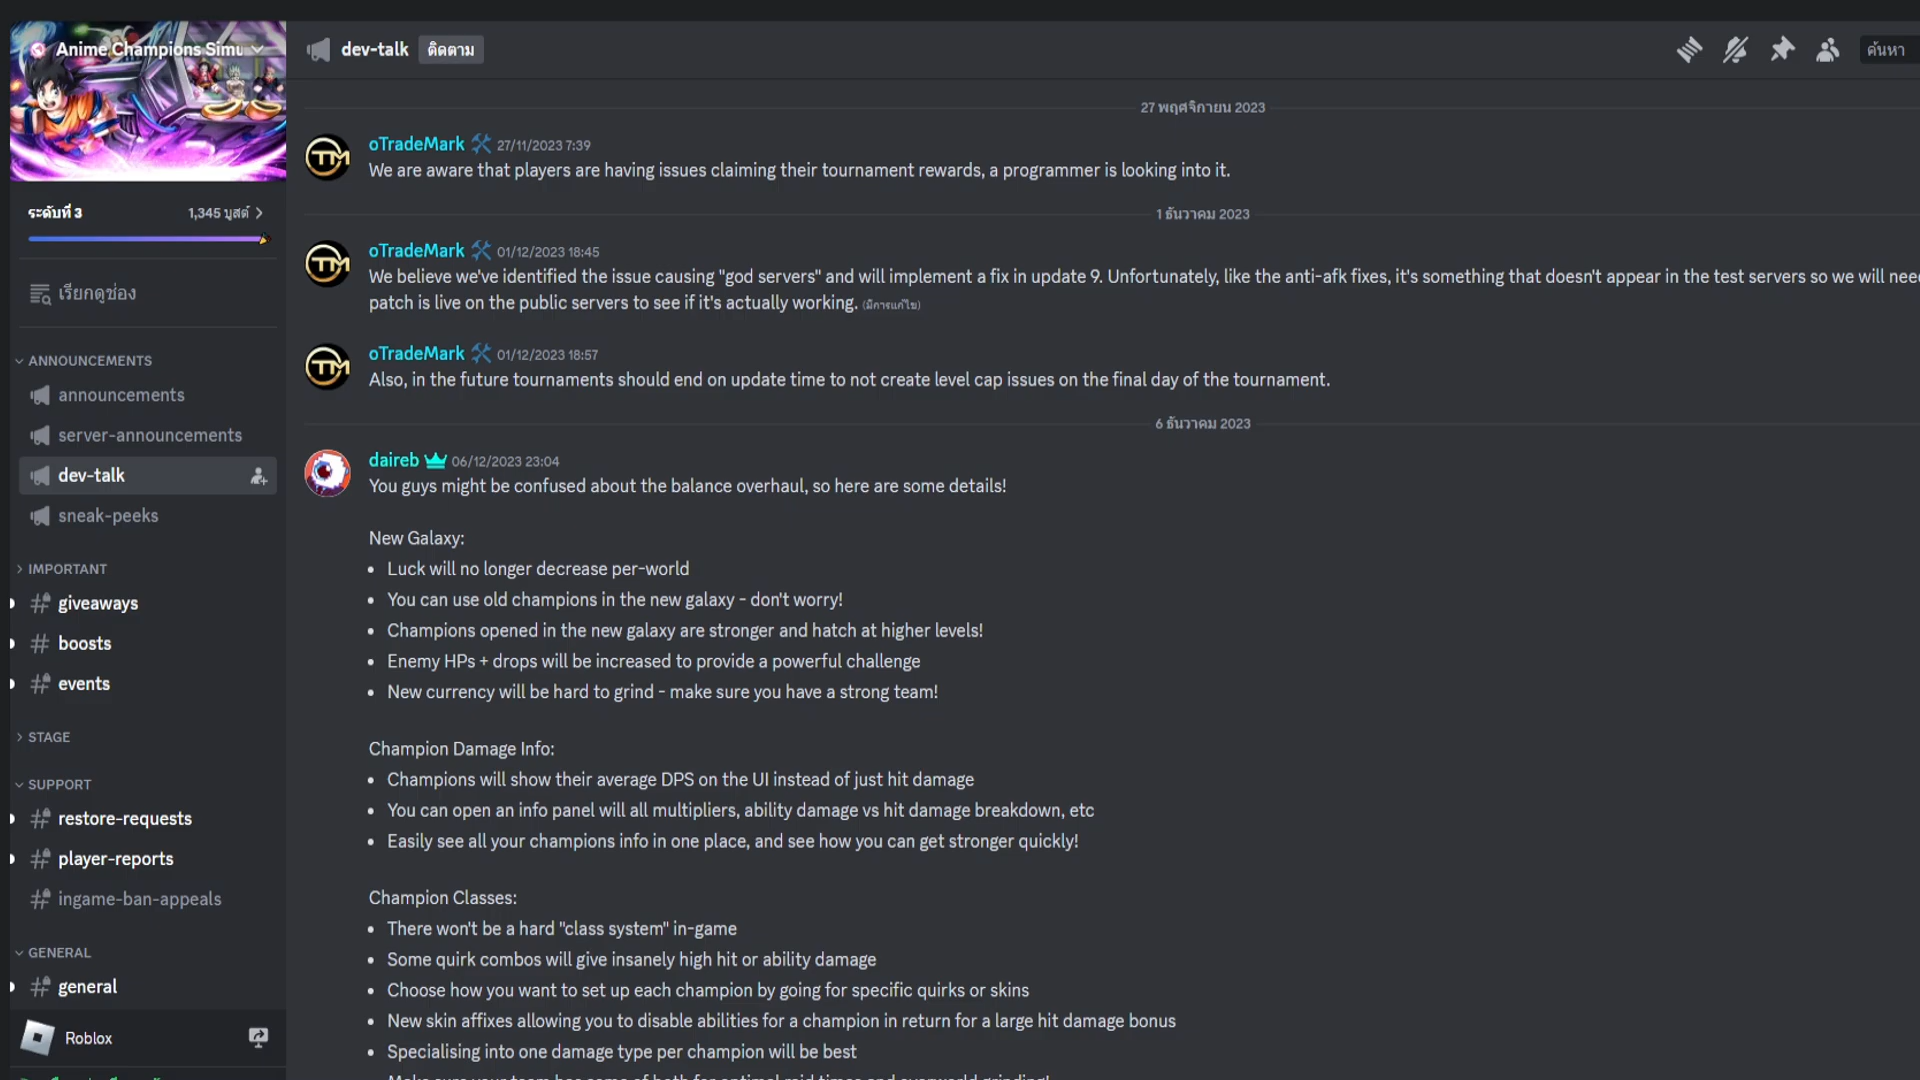 Anime Champions Simu
ระดับที่ 3
1,345 บูสต์
เรียกดูช่อง
ANNOUNCEMENTS
announcements
server-announcements
dev-talk
sneak-peeks
IMPORTANT
giveaways
boosts
events
STAGE
SUPPORT
restore-requests
player-reports
ingame-ban-appeals
GENERAL
general
Roblox
dev-talk ติดตาม
ค้นหา
27 พฤศจิกายน 2023
oTradeMark 27/11/2023 7:39
We are aware that players are having issues claiming their tournament rewards, a programmer is looking into it.
1 ธันวาคม 2023
oTradeMark 01/12/2023 18:45
We believe we've identified the issue causing "god servers" and will implement a fix in update 9. Unfortunately, like the anti-afk fixes, it's something that doesn't appear in the test servers so we will nee
patch is live on the public servers to see if it's actually working. (มีการแก้ไข)
oTradeMark 01/12/2023 18:57
Also, in the future tournaments should end on update time to not create level cap issues on the final day of the tournament.
6 ธันวาคม 2023
daireb 06/12/2023 23:04
You guys might be confused about the balance overhaul, so here are some details!
New Galaxy:
• Luck will no longer decrease per-world
• You can use old champions in the new galaxy - don't worry!
• Champions opened in the new galaxy are stronger and hatch at higher levels!
• Enemy HPs + drops will be increased to provide a powerful challenge
• New currency will be hard to grind - make sure you have a strong team!
Champion Damage Info:
• Champions will show their average DPS on the UI instead of just hit damage
• You can open an info panel will all multipliers, ability damage vs hit damage breakdown, etc
• Easily see all your champions info in one place, and see how you can get stronger quickly!
Champion Classes:
• There won't be a hard "class system" in-game
• Some quirk combos will give insanely high hit or ability damage
• Choose how you want to set up each champion by going for specific quirks or skins
• New skin affixes allowing you to disable abilities for a champion in return for a large hit damage bonus
• Specialising into one damage type per champion will be best